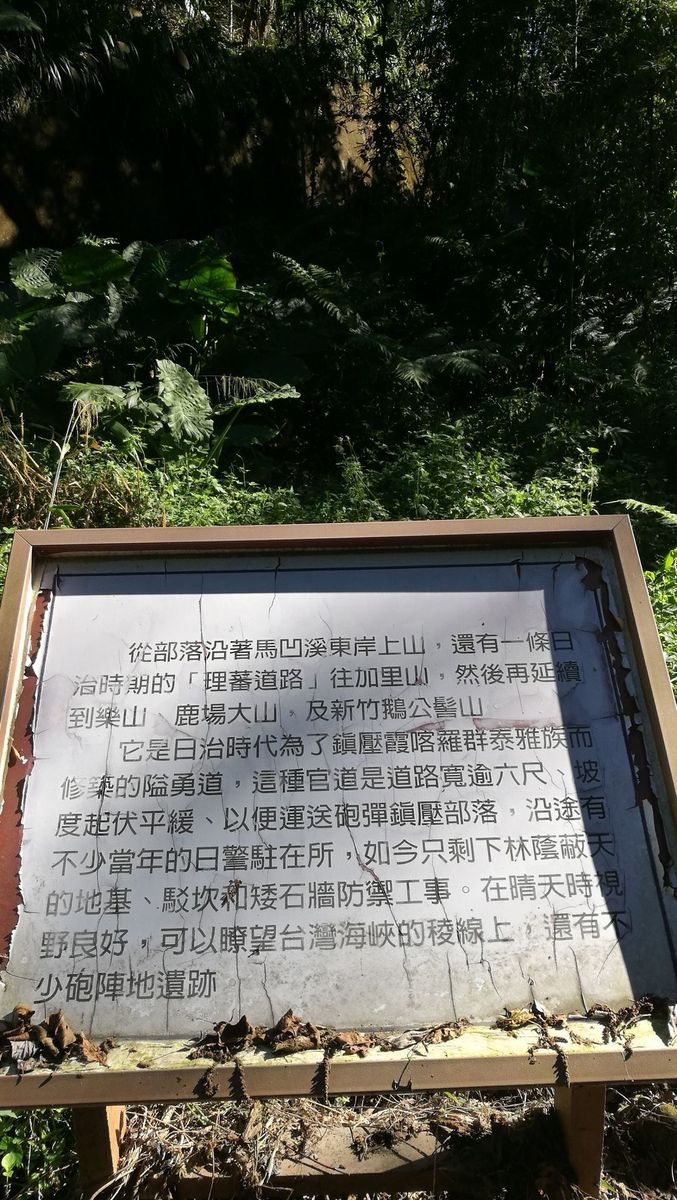 從部落沿著馬凹溪東岸上山，還有一條日
治時期的「理蕃道路」往加里山，然後再延續
到樂山、鹿場大山、及新竹鵝公髻山
它是日治時代為了鎮壓霞喀羅群泰雅族而
修築的隘勇道，這種官道是道路寬逾六尺、坡
度起伏平緩、以便運送砲彈鎮壓部落，沿途有
不少當年的日警駐在所，如今只剩下林蔭蔽天
的地基、駁坎和矮石牆防禦工事。在晴天時視
野良好，可以瞭望台灣海峽的稜線上，還有不
少砲陣地遺跡